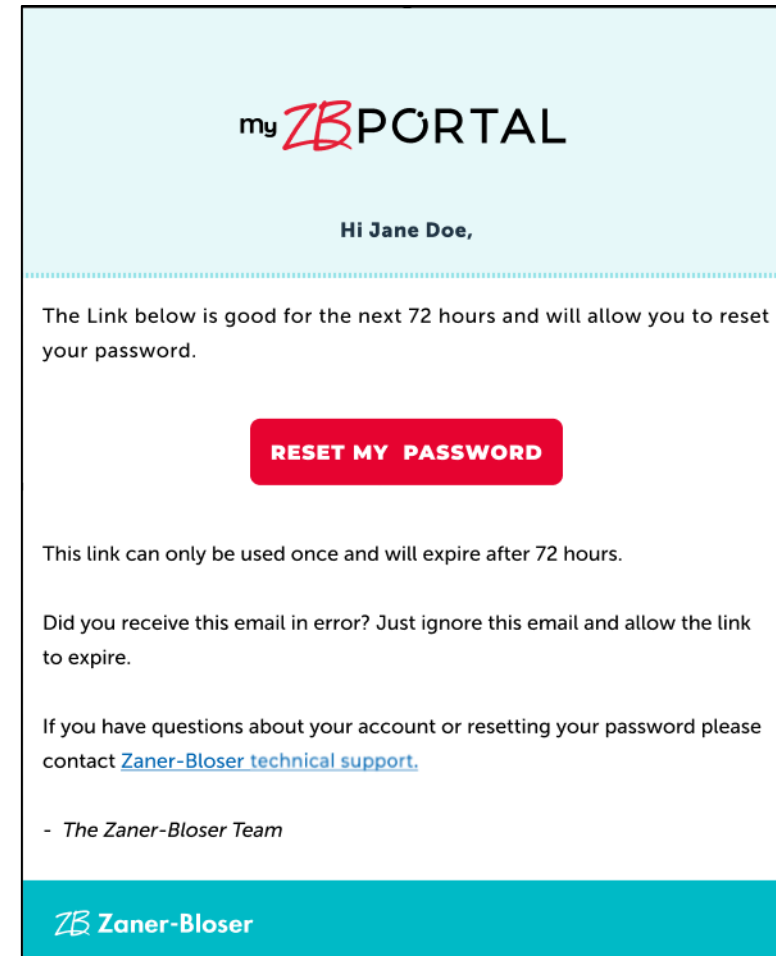 my ZB PORTAL
Hi Jane Doe,
The Link below is good for the next 72 hours and will allow you to reset
your password.
RESET MY  PASSWORD
This link can only be used once and will expire after 72 hours.
Did you receive this email in error? Just ignore this email and allow the link
to expire.
If you have questions about your account or resetting your password please
contact Zaner-Bloser technical support.
- The Zaner-Bloser Team
ZB Zaner-Bloser